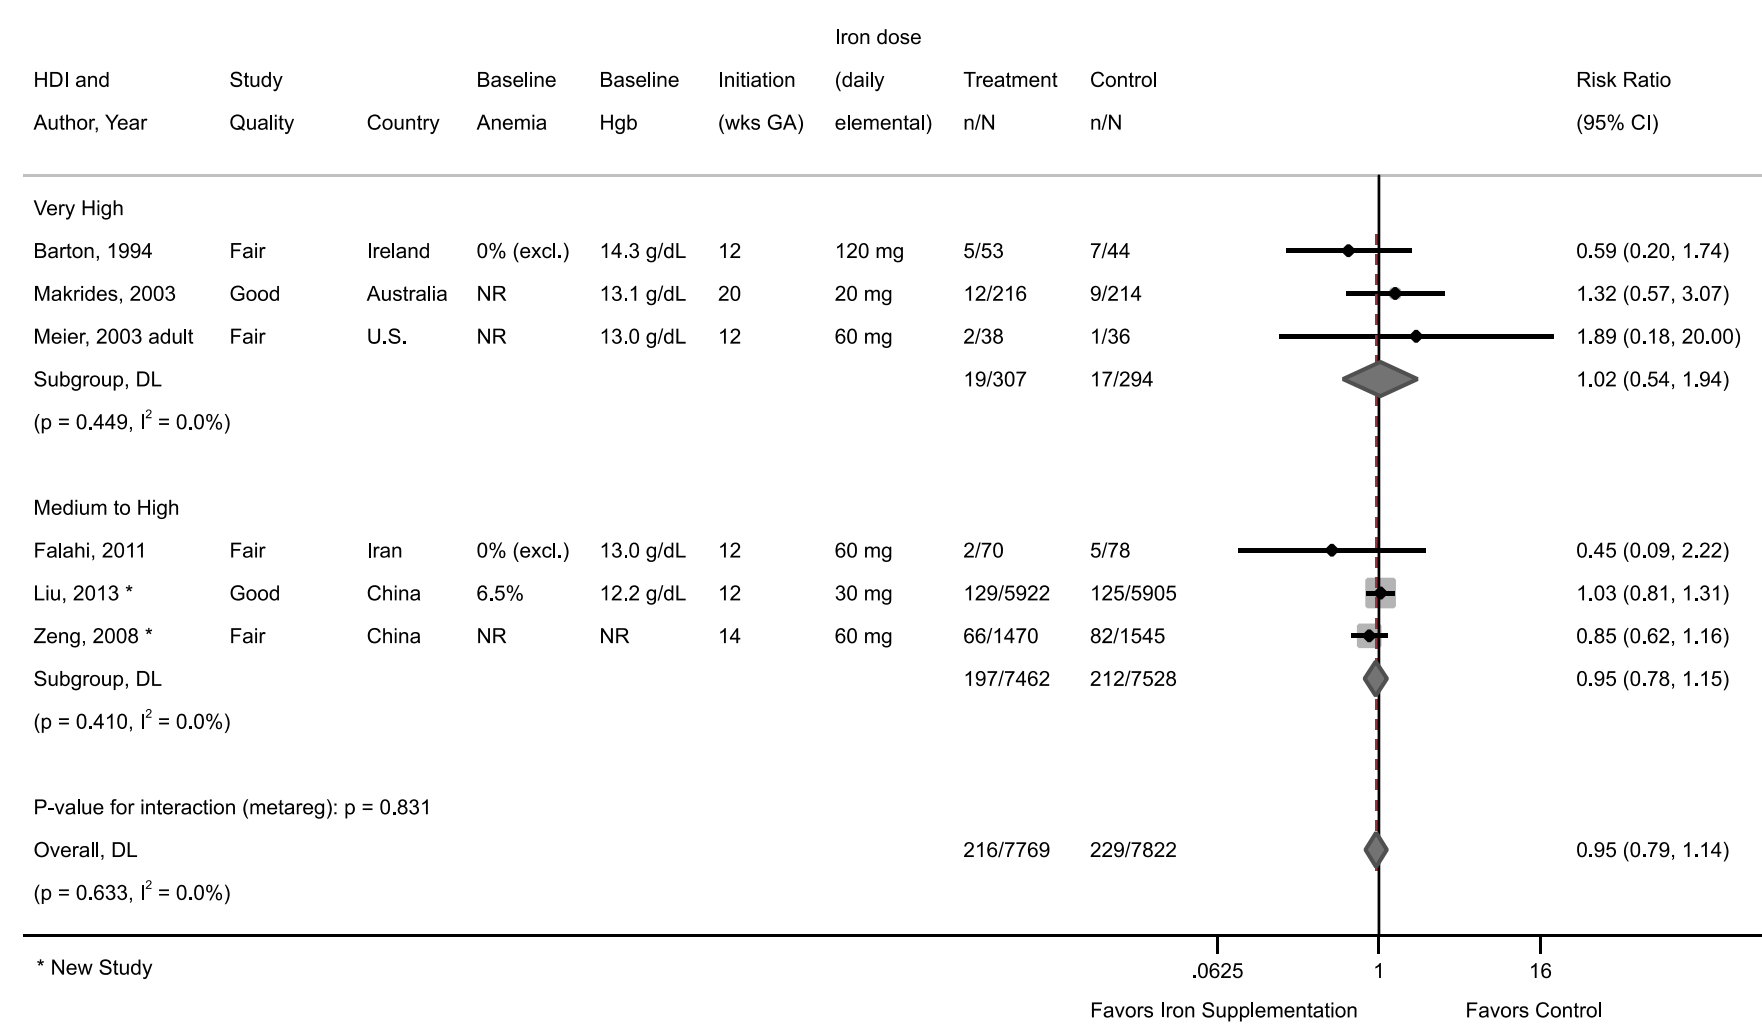 Iron dose
HDI and Study Baseline Baseline Initiation (daily Treatment Control Risk Ratio
Author, Year Quality Country Anemia Hgb (wks GA) elemental) n/N n/N (95% CI)
Very High
Barton, 1994 Fair Ireland 0% (excl.) 14.3 g/dL 12 120 mg 5/53 7/44 0.59 (0.20, 1.74)
Makrides, 2003 Good Australia NR 13.1 g/dL 20 20 mg 12/216 9/214 1.32 (0.57, 3.07)
Meier, 2003 adult Fair U.S. NR 13.0 g/dL 12 60 mg 2/38 1/36 1.89 (0.18, 20.00)
Subgroup, DL 19/307 17/294 1.02 (0.54, 1.94)
(p = 0.449, I² = 0.0%)
Medium to High
Falahi, 2011 Fair Iran 0% (excl.) 13.0 g/dL 12 60 mg 2/70 5/78 0.45 (0.09, 2.22)
Liu, 2013 * Good China 6.5% 12.2 g/dL 12 30 mg 129/5922 125/5905 1.03 (0.81, 1.31)
Zeng, 2008 * Fair China NR NR 14 60 mg 66/1470 82/1545 0.85 (0.62, 1.16)
Subgroup, DL 197/7462 212/7528 0.95 (0.78, 1.15)
(p = 0.410, I² = 0.0%)
P-value for interaction (metareg): p = 0.831
Overall, DL 216/7769 229/7822 0.95 (0.79, 1.14)
(p = 0.633, I² = 0.0%)
* New Study .0625 1 16
Favors Iron Supplementation Favors Control